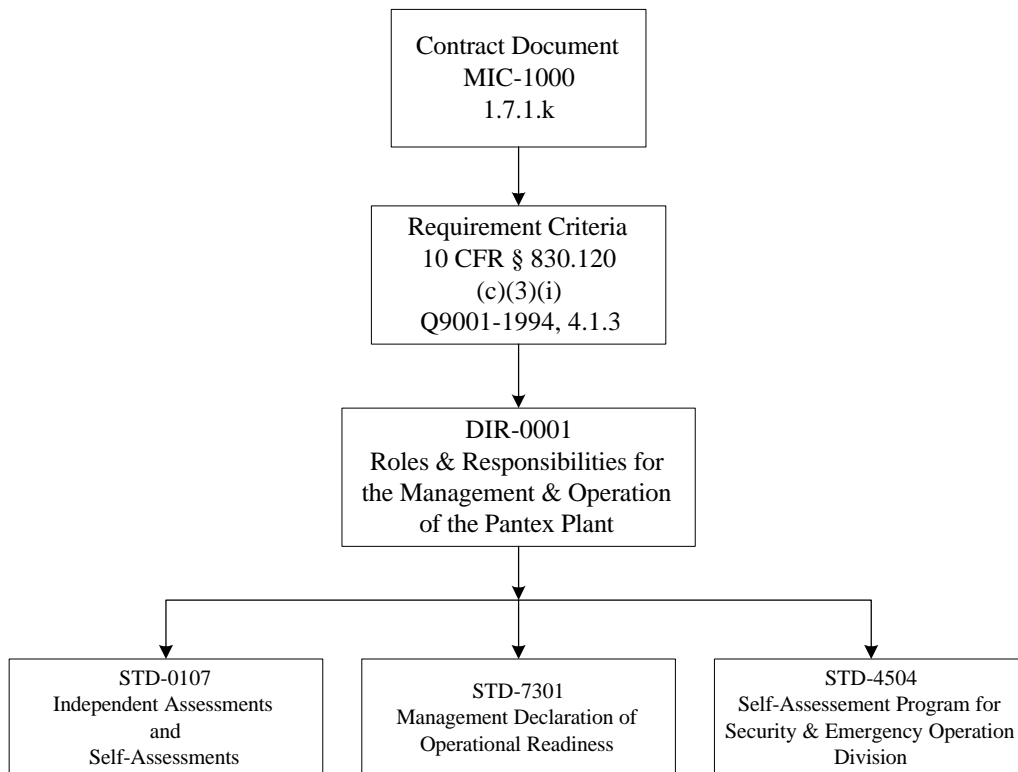 Contract Document
MIC-1000
1.7.1.k
Requirement Criteria
10 CFR § 830.120
(c)(3)(i)
Q9001-1994, 4.1.3
DIR-0001
Roles & Responsibilities for
the Management & Operation
of the Pantex Plant
STD-0107
Independent Assessments
and
Self-Assessments
STD-7301
Management Declaration of
Operational Readiness
STD-4504
Self-Assessement Program for
Security & Emergency Operation
Division